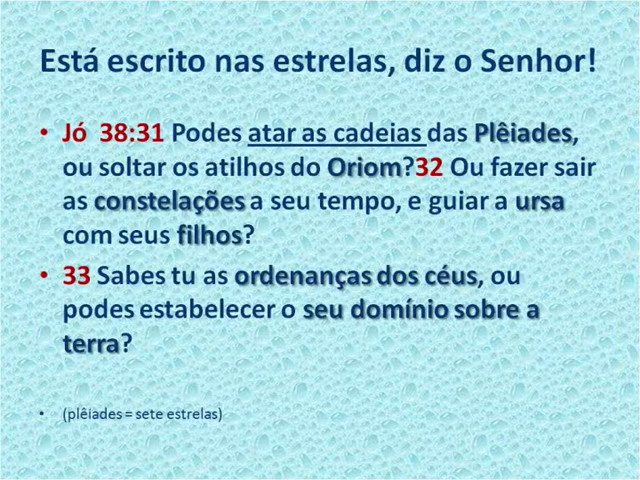 Está escrito nas estrelas, diz o Senhor!
• Jó 38:31 Podes atar as cadeias das Plêiades,
ou soltar os atilhos do Oriom?32 Ou fazer sair
as constelações a seu tempo, e guiar a ursa
com seus filhos?
• 33 Sabes tu as ordenanças dos céus, ou
podes estabelecer o seu domínio sobre a
terra?
• (plêiades = sete estrelas)